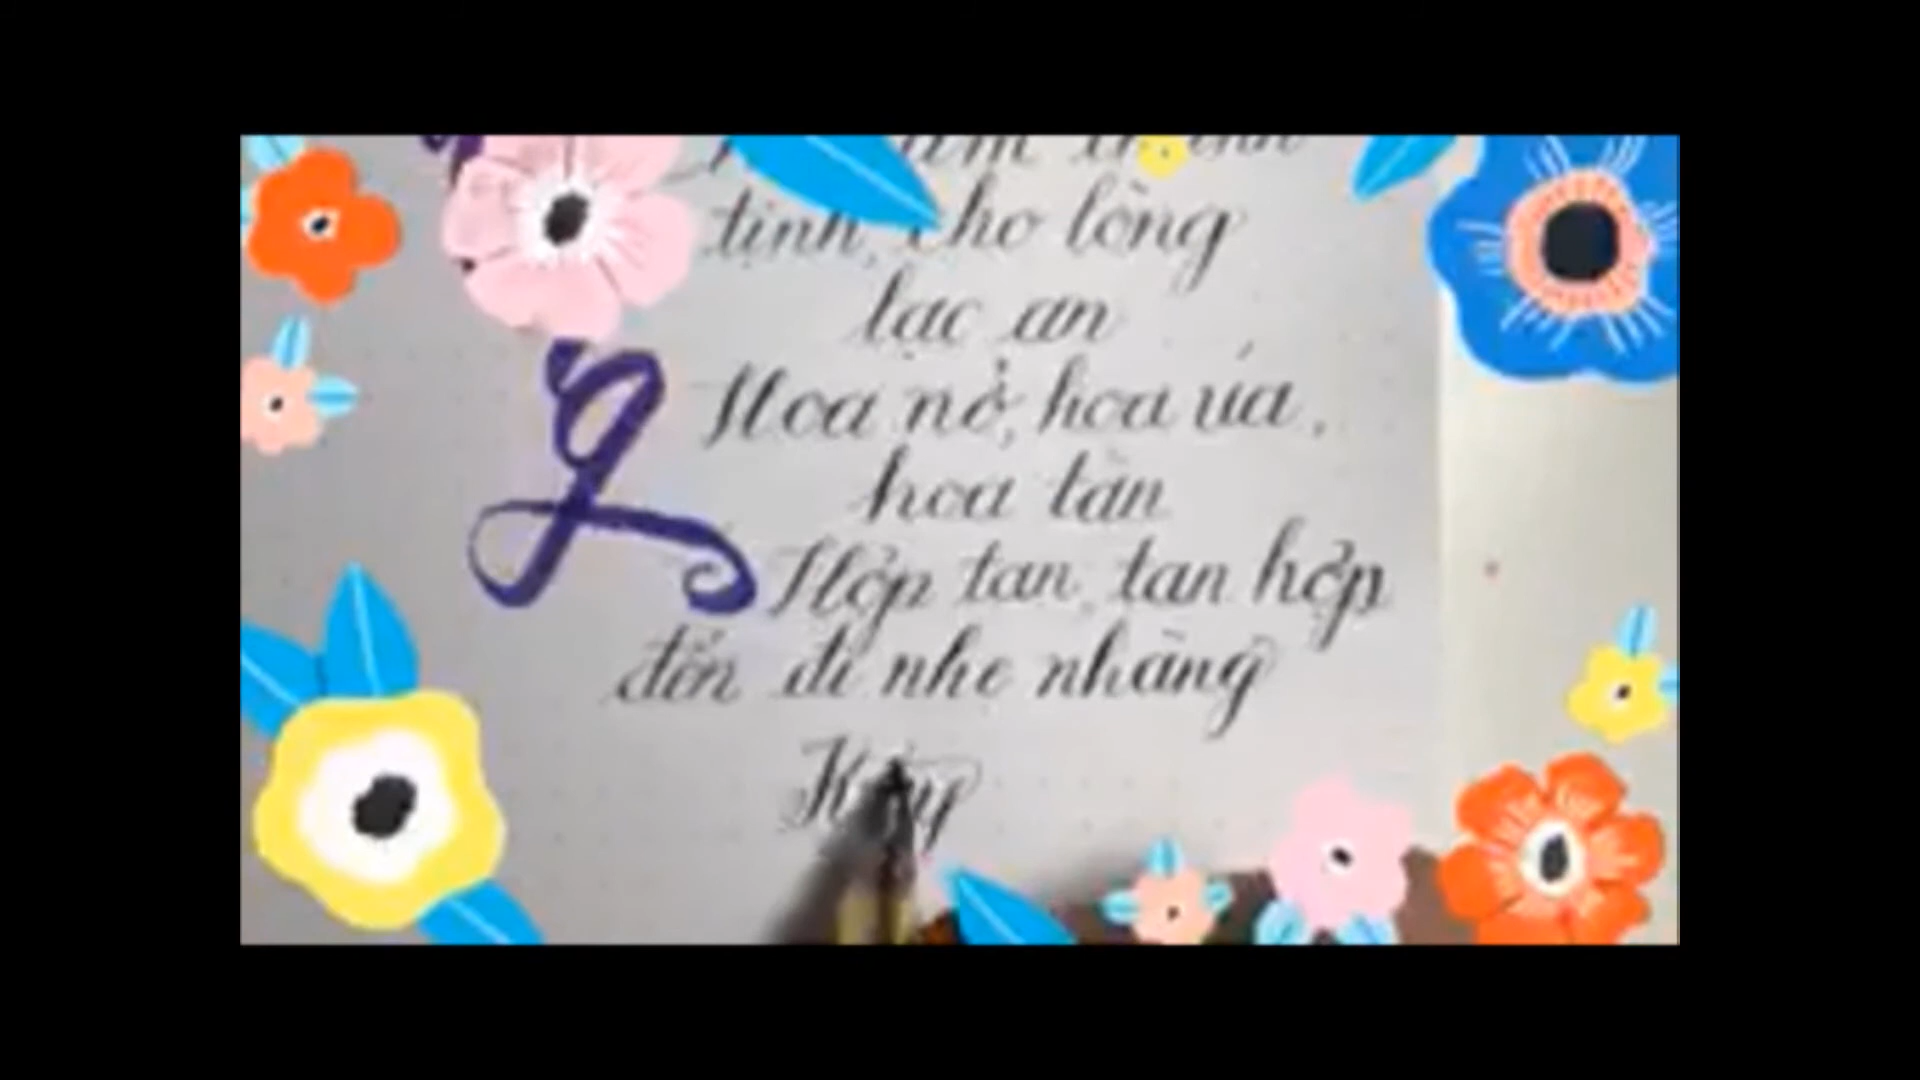 tịnh, cho lòng
lạc an
Hoa nở, hoa úa,
hoa tàn
Hợp tan, tan hợp
đến đi nhẹ nhàng